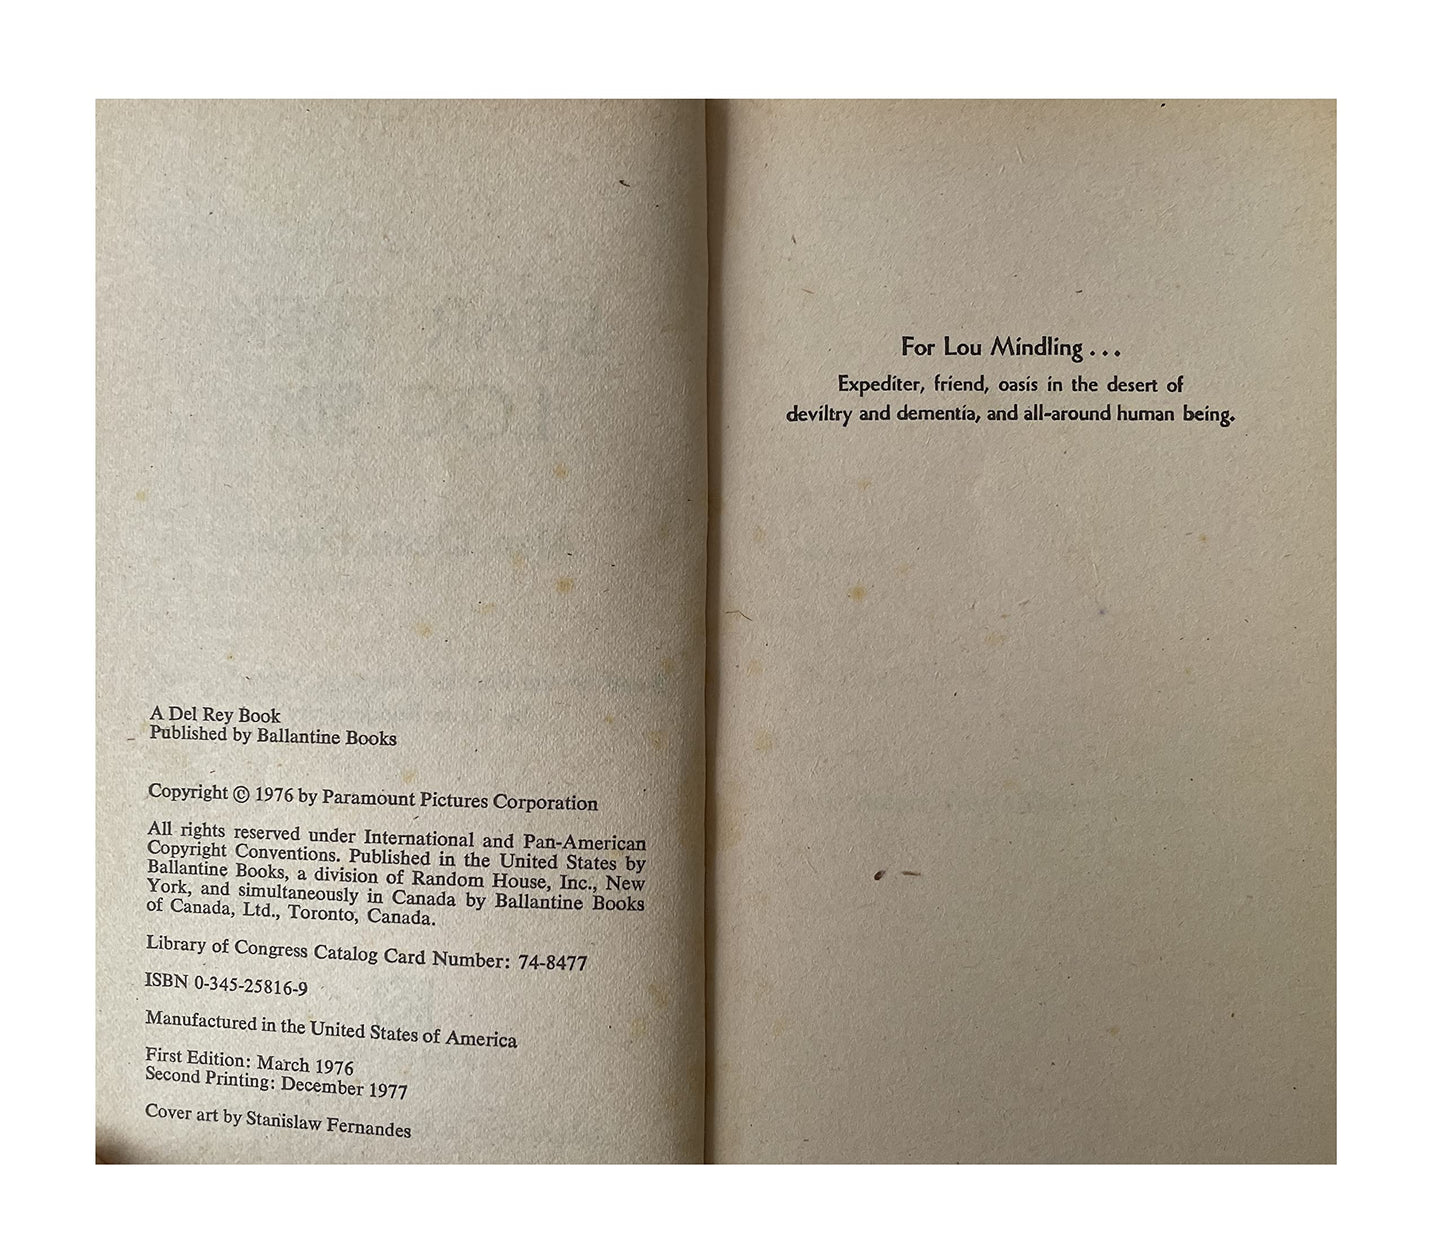 A Del Rey Book
Published by Ballantine Books
Copyright © 1976 by Paramount Pictures Corporation
All rights reserved under International and Pan-American
Copyright Conventions. Published in the United States by
Ballantine Books, a division of Random House, Inc., New
York, and simultaneously in Canada by Ballantine Books
of Canada, Ltd., Toronto, Canada.
Library of Congress Catalog Card Number: 74-8477
ISBN 0-345-25816-9
Manufactured in the United States of America
First Edition: March 1976
Second Printing: December 1977
Cover art by Stanislaw Fernandes
For Lou Mindling . . .
Expediter, friend, oasis in the desert of
deviltry and dementia, and all-around human being.